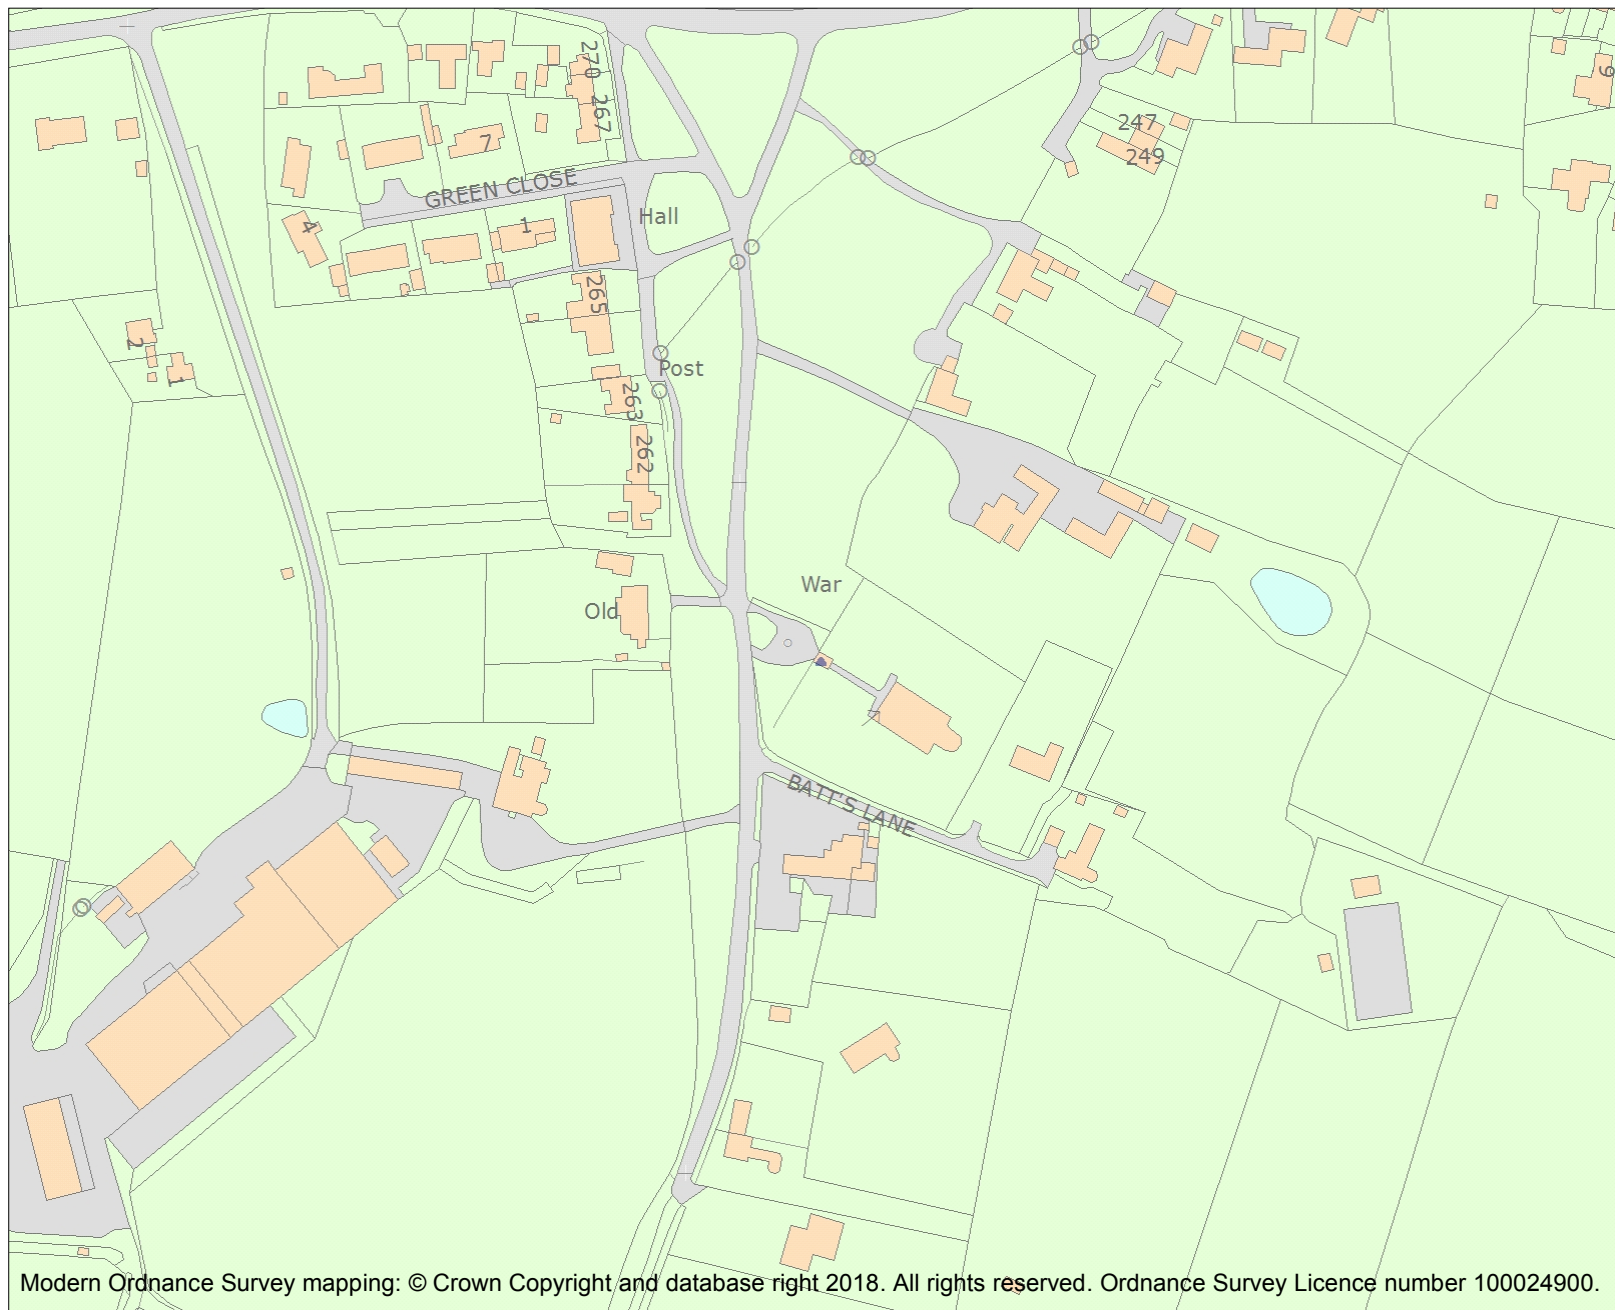 270
267
7
GREEN CLOSE
4
1
Hall
265
247
249
9
2
1
Post
263
262
War
Old
BATT'S LANE
Modern Ordnance Survey mapping: © Crown Copyright and database right 2018. All rights reserved. Ordnance Survey Licence number 100024900.